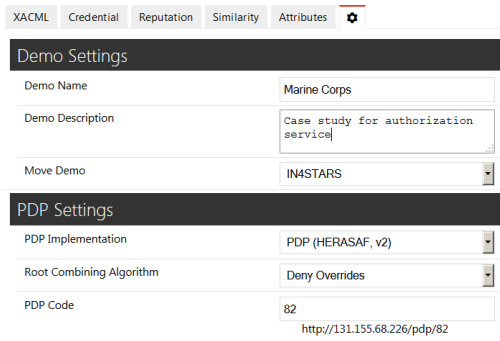 XACML Credential Reputation Similarity Attributes
Demo Settings
Demo Name Marine Corps
Demo Description Case study for authorization
service
Move Demo IN4STARS
PDP Settings
PDP Implementation PDP (HERASAF, v2)
Root Combining Algorithm Deny Overrides
PDP Code 82
http://131.155.68.226/pdp/82